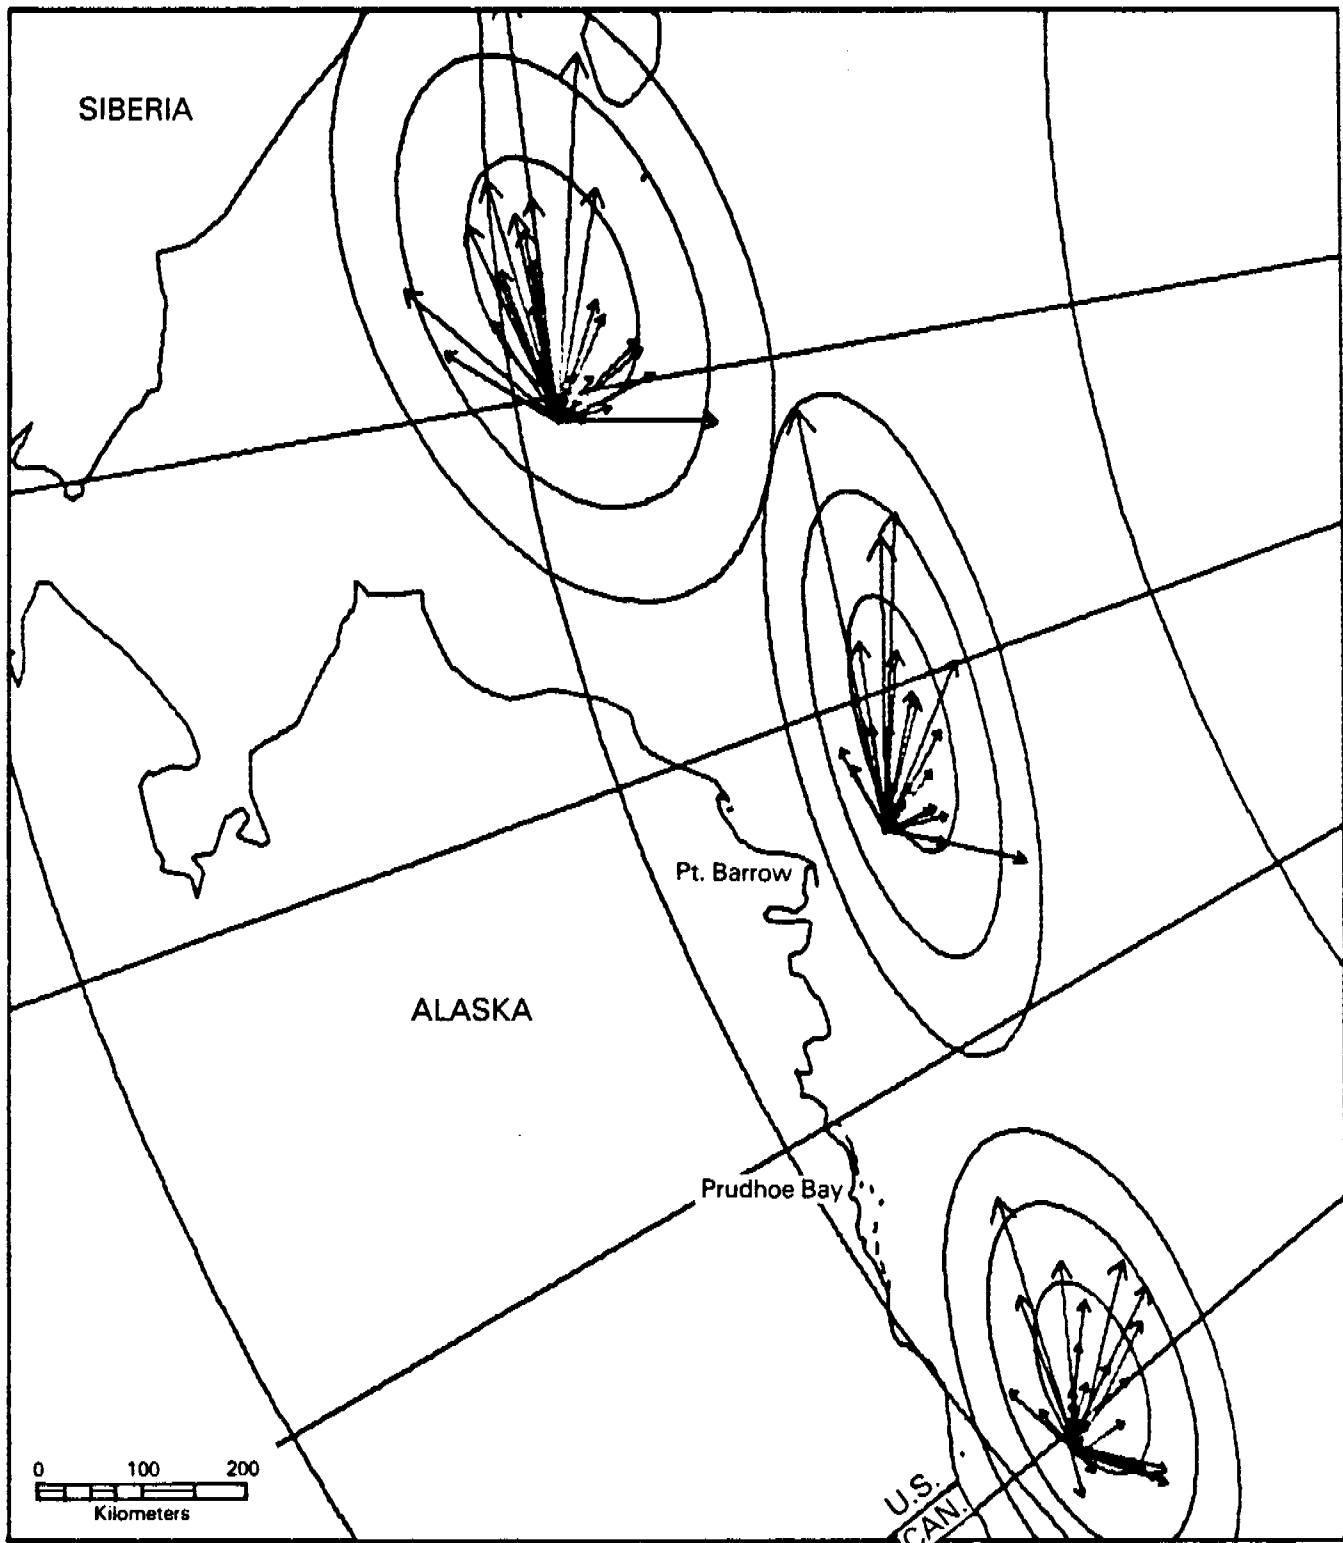 SIBERIA
Pt. Barrow
ALASKA
Prudhoe Bay
0 100 200
Kilometers
U.S.
CAN.